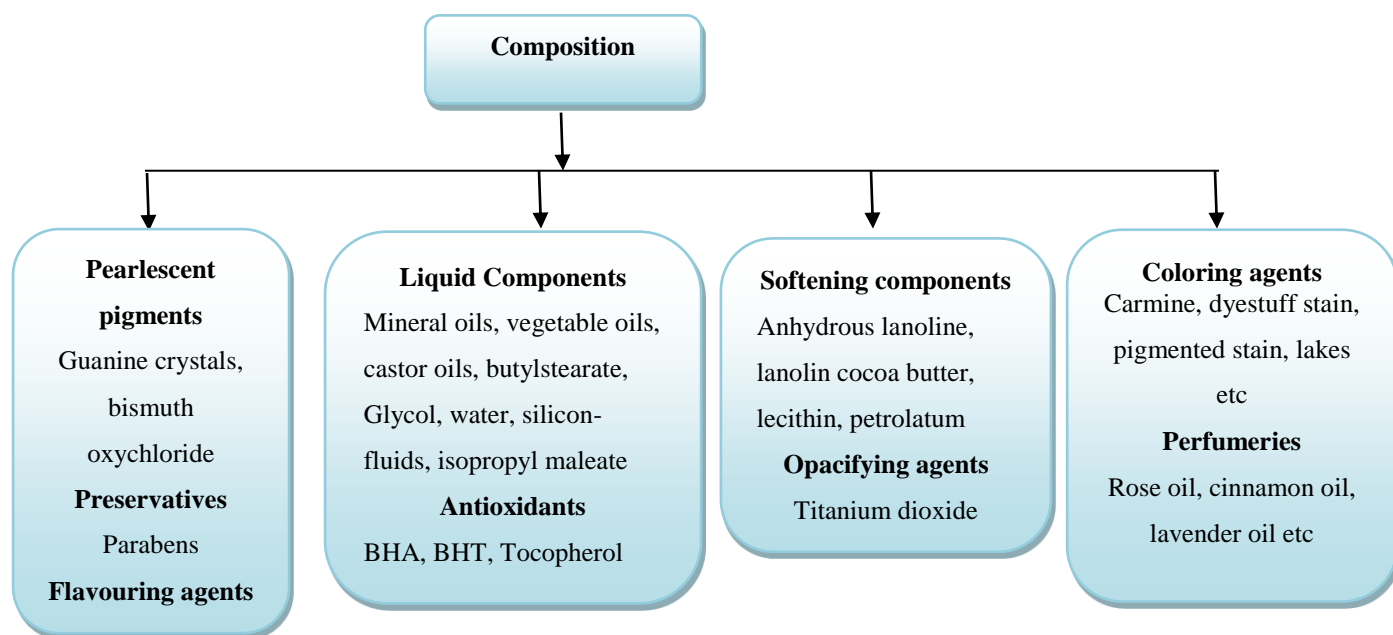 Composition
Pearlescent
pigments
Guanine crystals,
bismuth
oxychloride
Preservatives
Parabens
Flavouring agents
Liquid Components
Mineral oils, vegetable oils,
castor oils, butylstearate,
Glycol, water, silicon-
fluids, isopropyl maleate
Antioxidants
BHA, BHT, Tocopherol
Softening components
Anhydrous lanoline,
lanolin cocoa butter,
lecithin, petrolatum
Opacifying agents
Titanium dioxide
Coloring agents
Carmine, dyestuff stain,
pigmented stain, lakes
etc
Perfumeries
Rose oil, cinnamon oil,
lavender oil etc